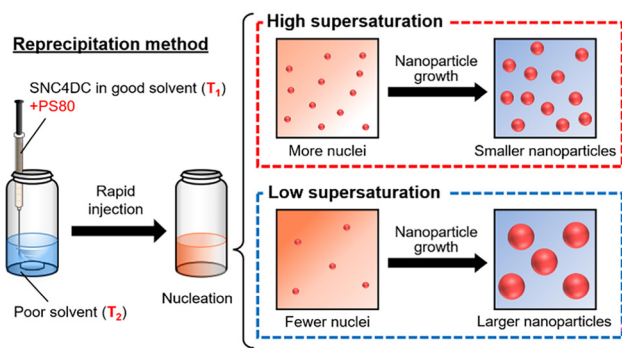 Reprecipitation method
SNC4DC in good solvent (T₁)
+PS80
Rapid
injection
Poor solvent (T₂)
Nucleation
High supersaturation
More nuclei
Nanoparticle
growth
Smaller nanoparticles
Low supersaturation
Fewer nuclei
Nanoparticle
growth
Larger nanoparticles